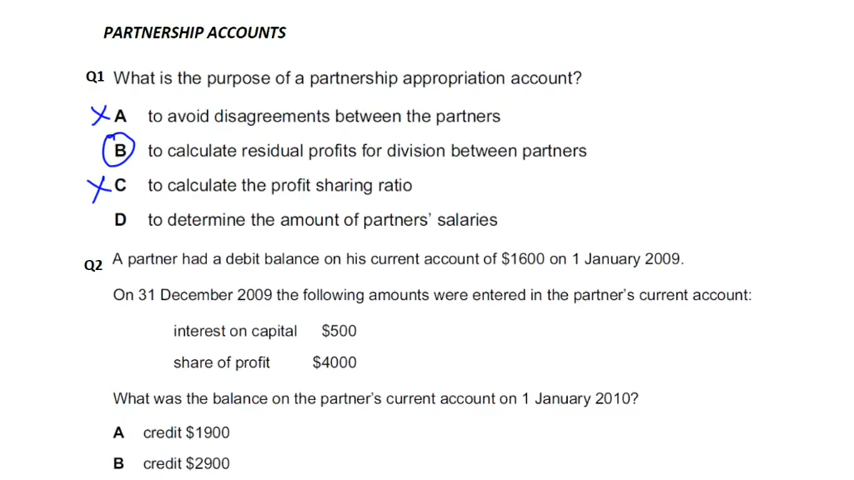 PARTNERSHIP ACCOUNTS
Q1 What is the purpose of a partnership appropriation account?
A to avoid disagreements between the partners
B to calculate residual profits for division between partners
C to calculate the profit sharing ratio
D to determine the amount of partners' salaries
Q2 A partner had a debit balance on his current account of $1600 on 1 January 2009.
On 31 December 2009 the following amounts were entered in the partner's current account:
interest on capital $500
share of profit $4000
What was the balance on the partner's current account on 1 January 2010?
A credit $1900
B credit $2900